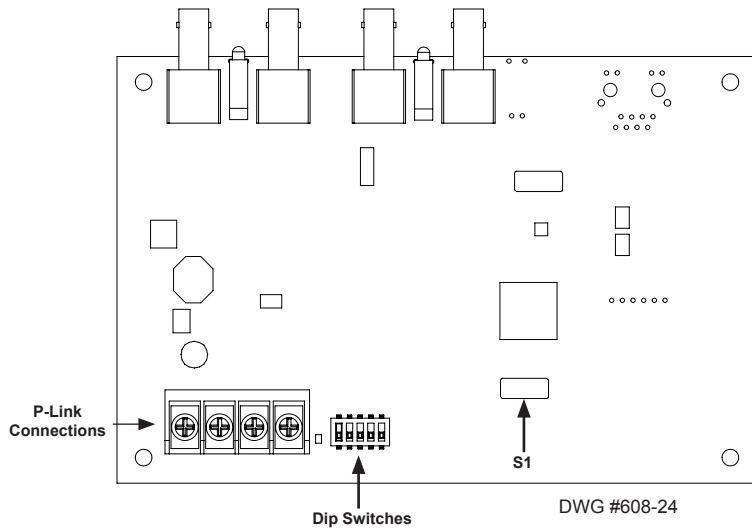 P-Link
Connections
S1
Dip Switches
DWG #608-24